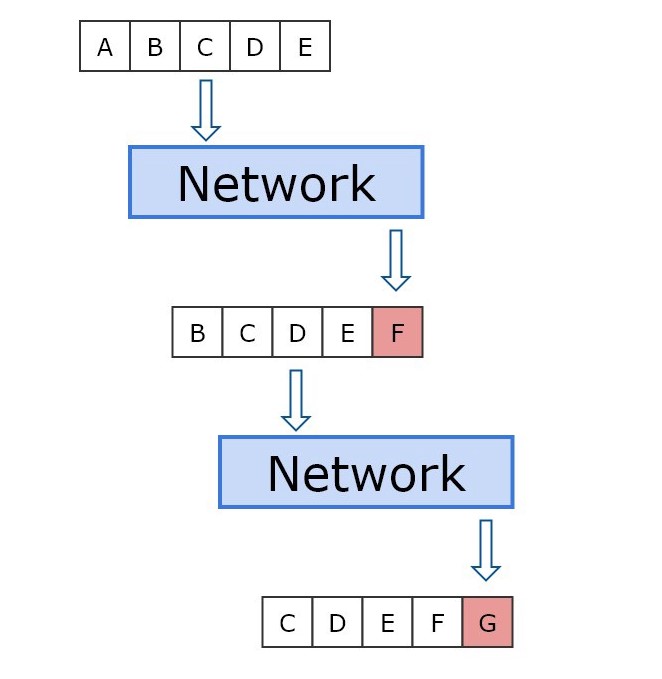 A B C D E
Network
B C D E F
Network
C D E F G